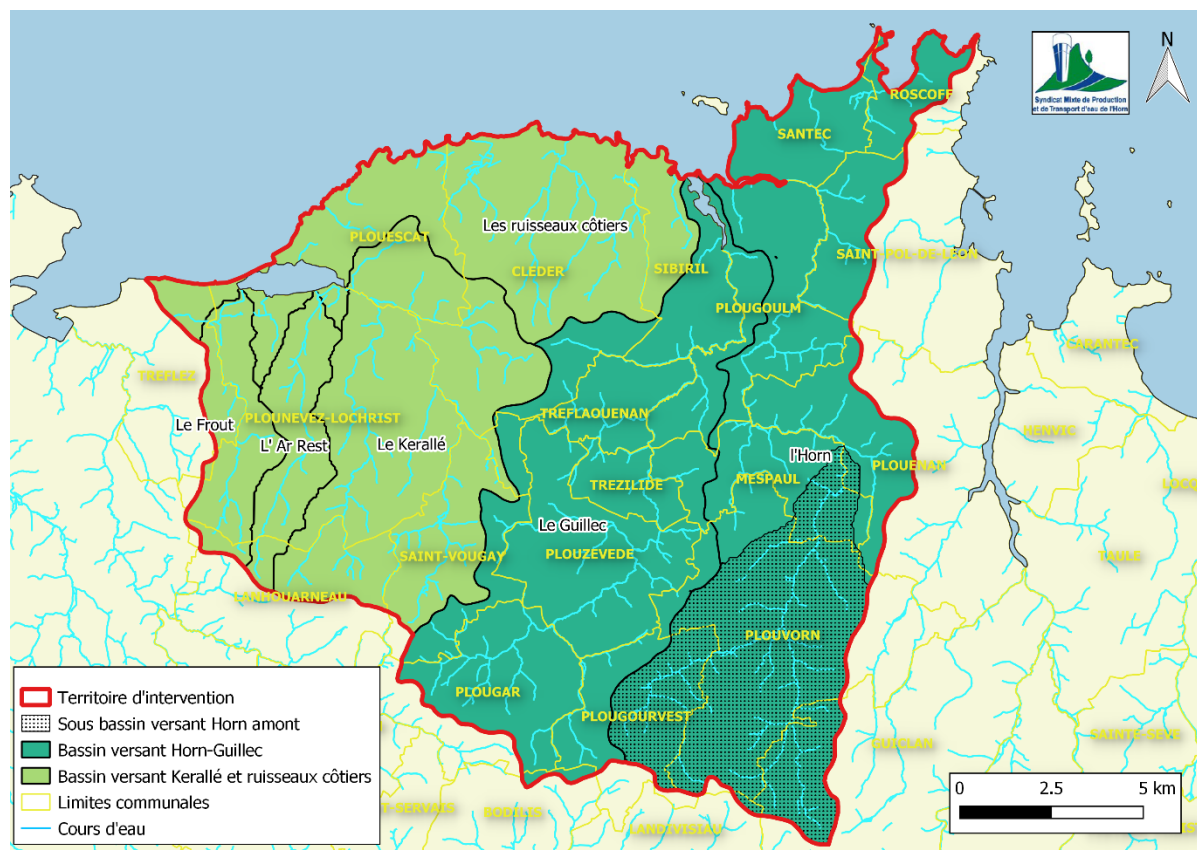 N
Syndicat Mixte de Production
et de Transport d'eau de l'Horn
ROSCOFF
SANTEC
Les ruisseaux côtiers
PLOUESCAT
SAINT-POL-DE-LEON
CLEDER
SIBIRIL
PLOUGOULM
CARANTEC
TREFLEZ
PLOUNEVEZ-LOCHRIST
TREFLAOUENAN
Le Frout
HENVIC
L' Ar Rest
Le Kerallé
l'Horn
PLOUENAN
MESPAUL
TREZILIDE
Le Guillec
SAINT-VOUGAY
PLOUZEVEDE
TAULE
LANHOUARNEAU
PLOUVORN
PLOUGAR
PLOUGOURVEST
GUICLAN
SAINTE-SEVE
BODILES
LANDIVISIAU
Territoire d'intervention
Sous bassin versant Horn amont
Bassin versant Horn-Guillec
Bassin versant Kerallé et ruisseaux côtiers
Limites communales
Cours d'eau
0 2.5 5 km